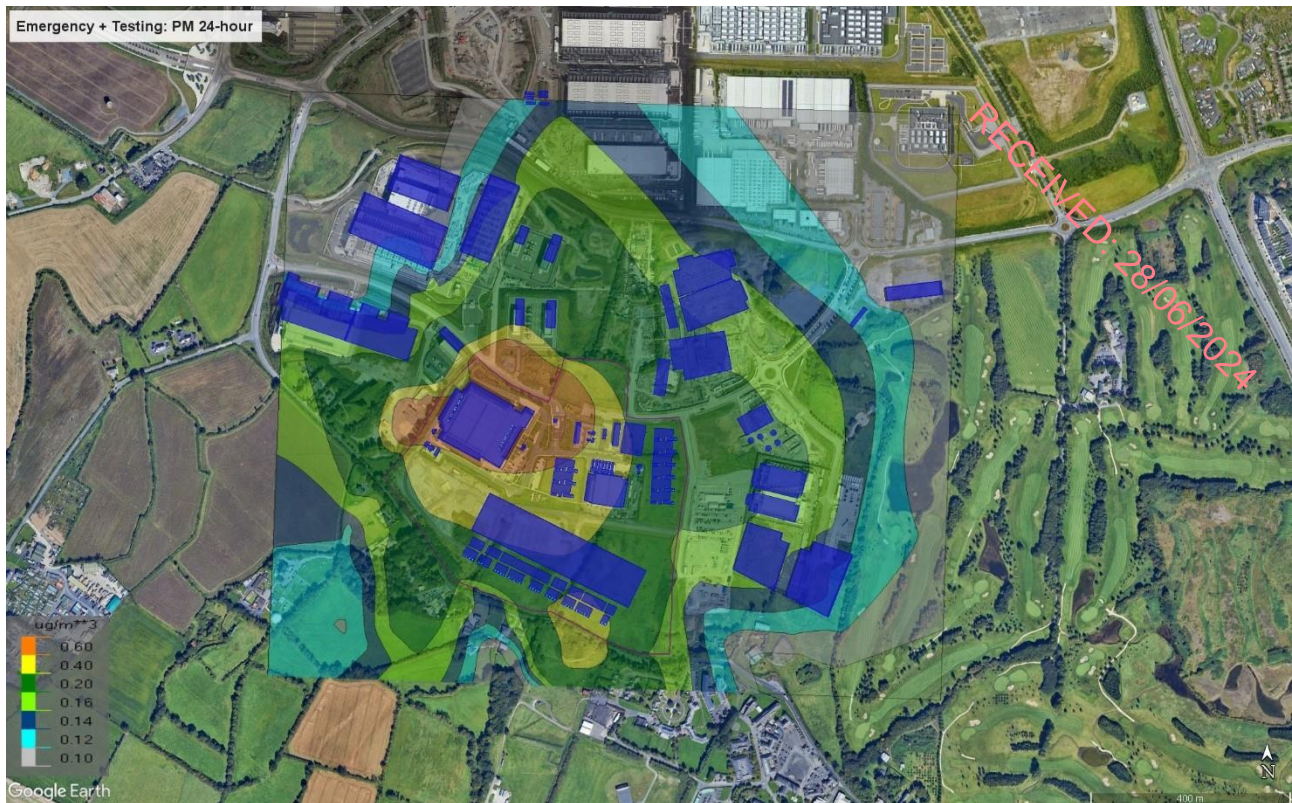 Emergency + Testing: PM 24-hour
RECEIVED: 28/06/2024
ug/m**3
0.60
0.40
0.20
0.16
0.14
0.12
0.10
Google Earth
N
400 m